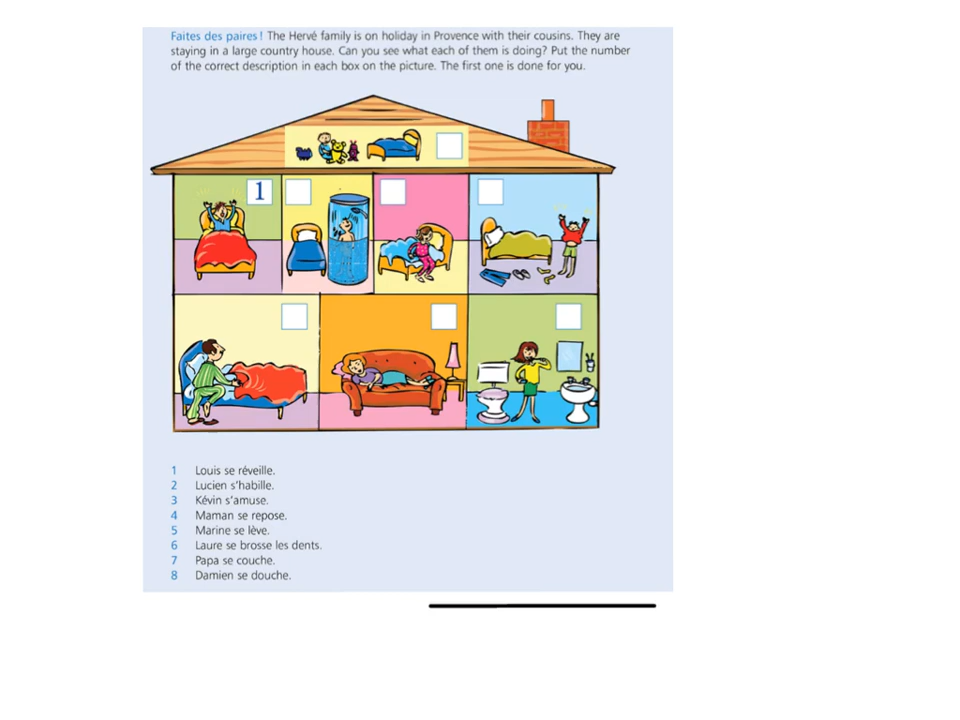 Faites des paires! The Hervé family is on holiday in Provence with their cousins. They are
staying in a large country house. Can you see what each of them is doing? Put the number
of the correct description in each box on the picture. The first one is done for you.
1
1 Louis se réveille.
2 Lucien s'habille.
3 Kévin s'amuse.
4 Maman se repose.
5 Marine se lève.
6 Laure se brosse les dents.
7 Papa se couche.
8 Damien se douche.